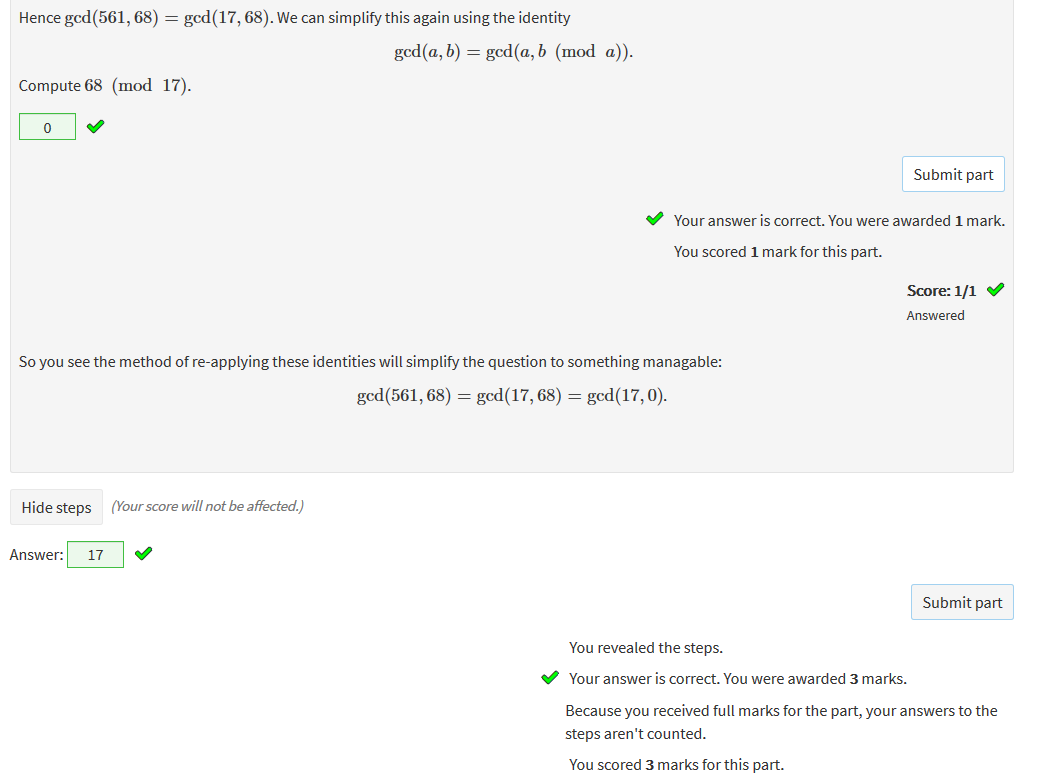 Hence gcd(561, 68) = gcd(17, 68). We can simplify this again using the identity
gcd(a, b) = gcd(a, b (mod a)).
Compute 68 (mod 17).
0
Submit part
Your answer is correct. You were awarded 1 mark.
You scored 1 mark for this part.
Score: 1/1
Answered
So you see the method of re-applying these identities will simplify the question to something managable:
gcd(561, 68) = gcd(17, 68) = gcd(17, 0).
Hide steps (Your score will not be affected.)
Answer: 17
Submit part
You revealed the steps.
Your answer is correct. You were awarded 3 marks.
Because you received full marks for the part, your answers to the
steps aren't counted.
You scored 3 marks for this part.